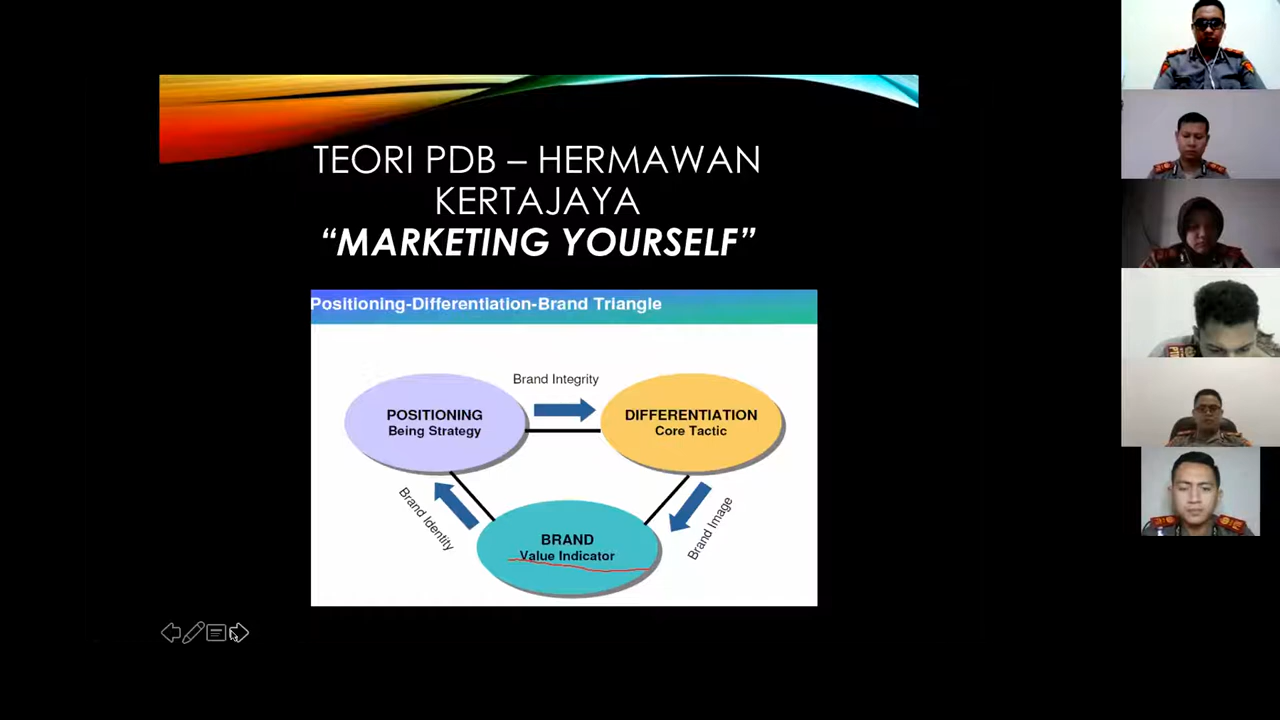 TEORI PDB – HERMAWAN
KERTAJAYA
“MARKETING YOURSELF”
Positioning-Differentiation-Brand Triangle
Brand Integrity
POSITIONING
Being Strategy
DIFFERENTIATION
Core Tactic
Brand Identity
Brand Image
BRAND
Value Indicator